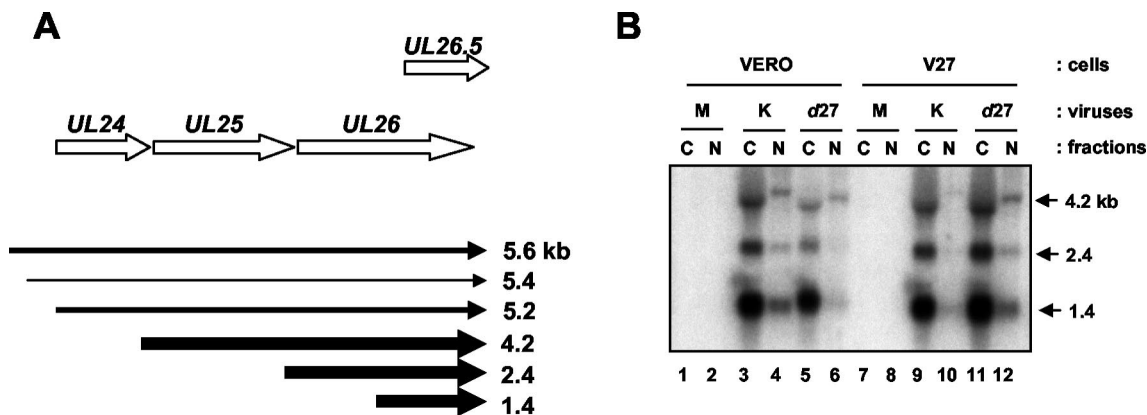 A
UL26.5
UL24 UL25 UL26
5.6 kb
5.4
5.2
4.2
2.4
1.4
B
VERO V27 : cells
M K d27 M K d27 : viruses
C N C N C N C N C N C N : fractions
4.2 kb
2.4
1.4
1 2 3 4 5 6 7 8 9 10 11 12